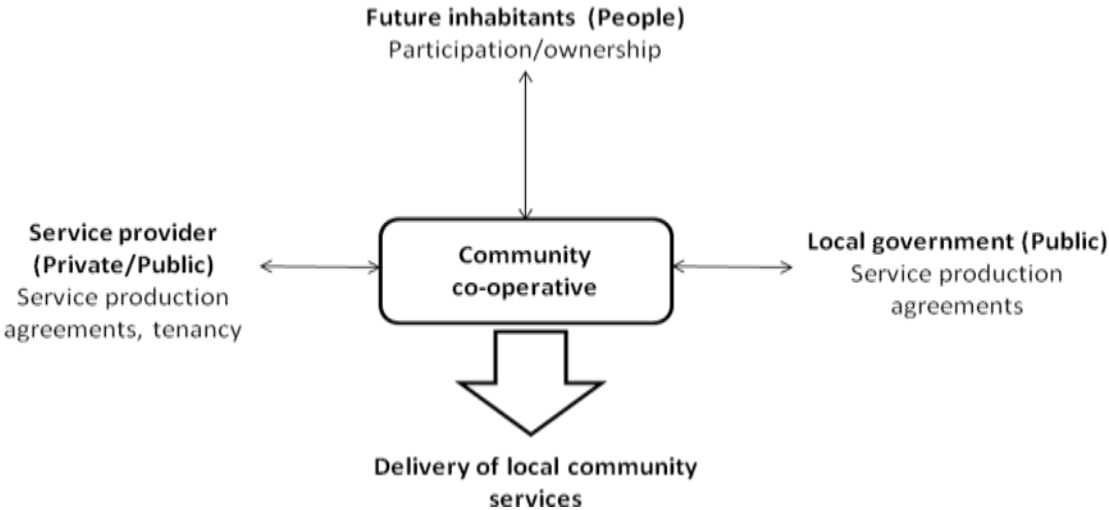 Future inhabitants (People)
Participation/ownership
Service provider
(Private/Public)
Service production
agreements, tenancy
Community
co-operative
Local government (Public)
Service production
agreements
Delivery of local community
services